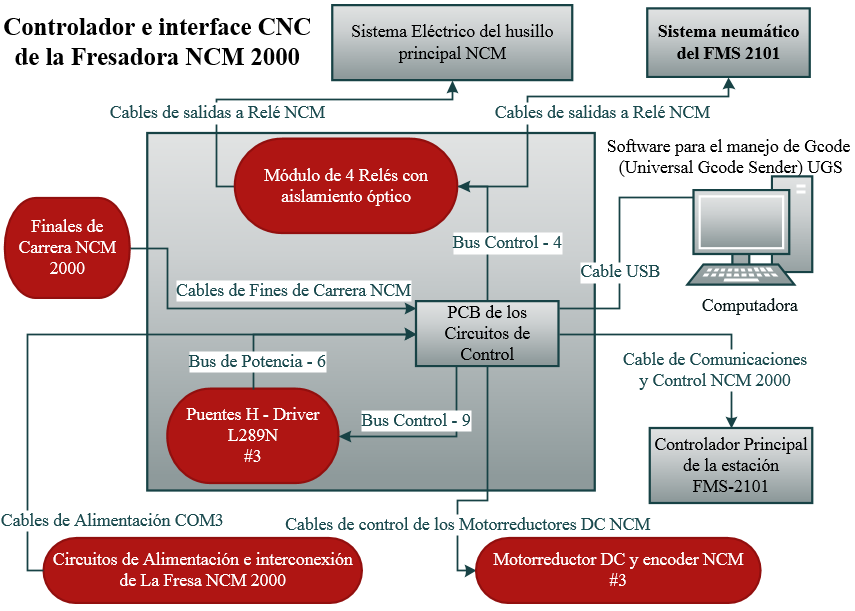 Controlador e interface CNC
de la Fresadora NCM 2000
Sistema Eléctrico del husillo
principal NCM
Sistema neumático
del FMS 2101
Cables de salidas a Relé NCM
Cables de salidas a Relé NCM
Software para el manejo de Gcode
(Universal Gcode Sender) UGS
Módulo de 4 Relés con
aislamiento óptico
Finales de
Carrera NCM
2000
Bus Control - 4
Cable USB
Cables de Fines de Carrera NCM
Computadora
PCB de los
Circuitos de
Control
Bus de Potencia - 6
Cable de Comunicaciones
y Control NCM 2000
Puentes H - Driver
L289N
#3
Bus Control - 9
Controlador Principal
de la estación
FMS-2101
Cables de Alimentación COM3
Cables de control de los Motorreductores DC NCM
Circuitos de Alimentación e interconexión
de La Fresa NCM 2000
Motorreductor DC y encoder NCM
#3